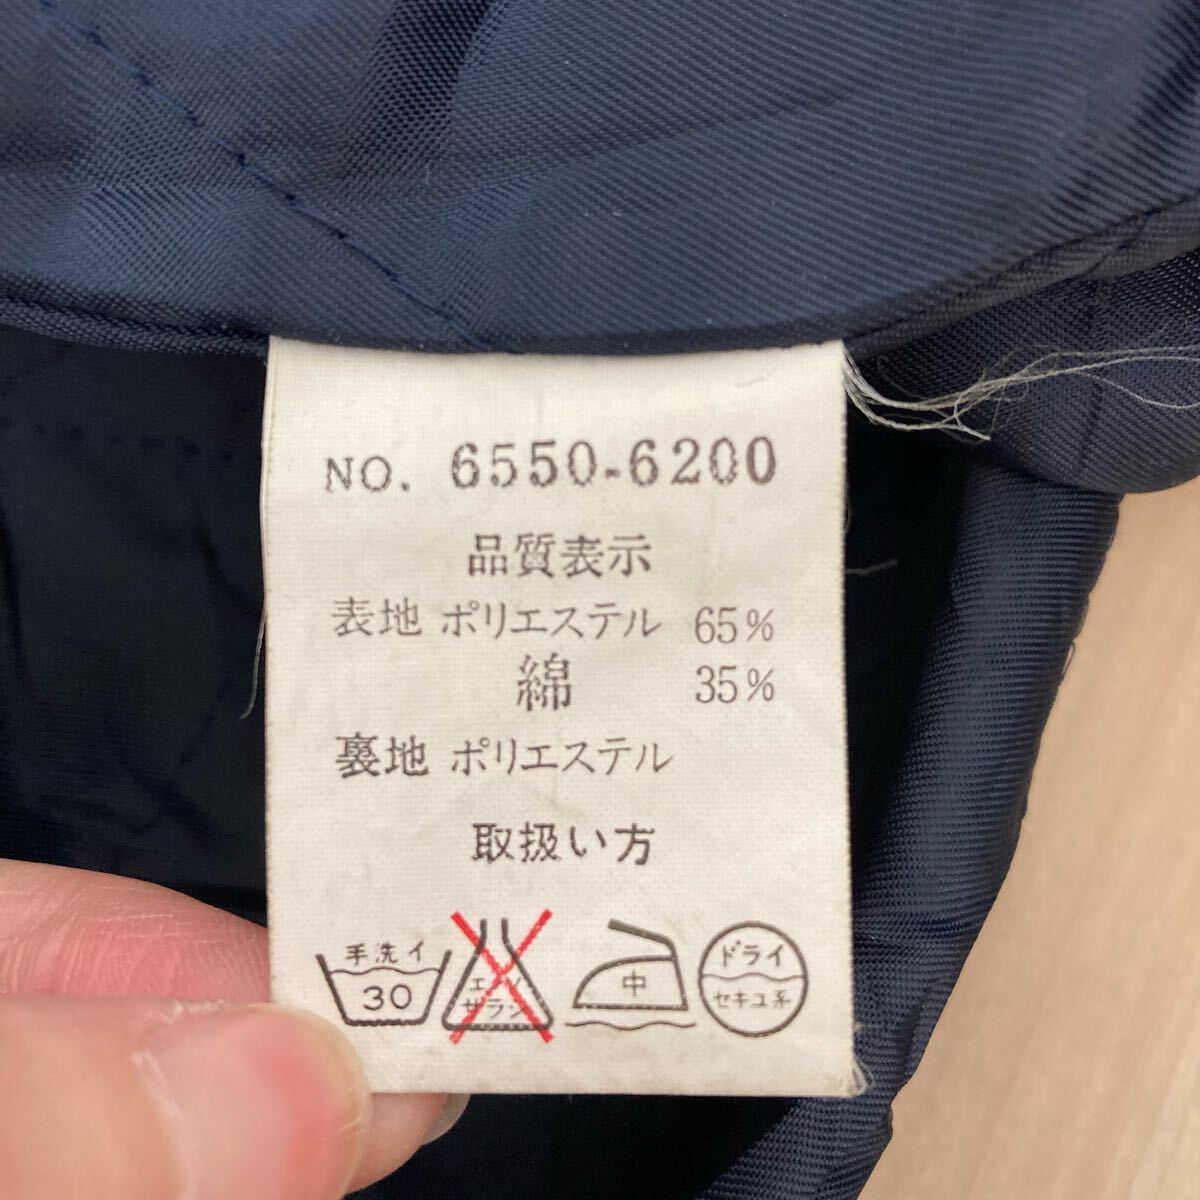 NO. 6550-6200
品質表示
表地 ポリエステル 65%
綿 35%
裏地 ポリエステル
取扱い方
手洗イ
30
エンソ
サラシ
中
ドライ
セキユ系